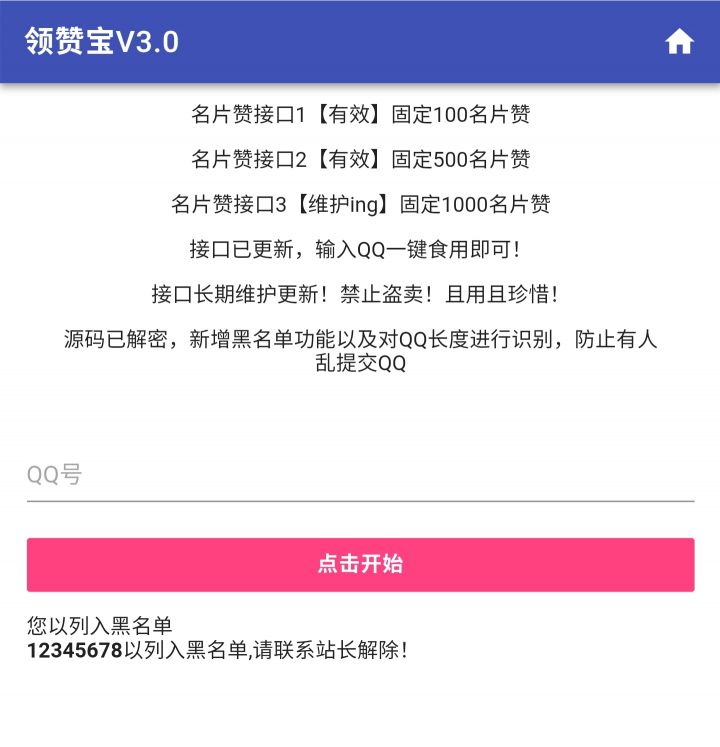 领赞宝V3.0
名片赞接口1【有效】固定100名片赞
名片赞接口2【有效】固定500名片赞
名片赞接口3【维护ing】固定1000名片赞
接口已更新，输入QQ一键食用即可！
接口长期维护更新！禁止盗卖！且用且珍惜！
源码已解密，新增黑名单功能以及对QQ长度进行识别，防止有人
乱提交QQ
QQ号
点击开始
您以列入黑名单
12345678以列入黑名单,请联系站长解除！